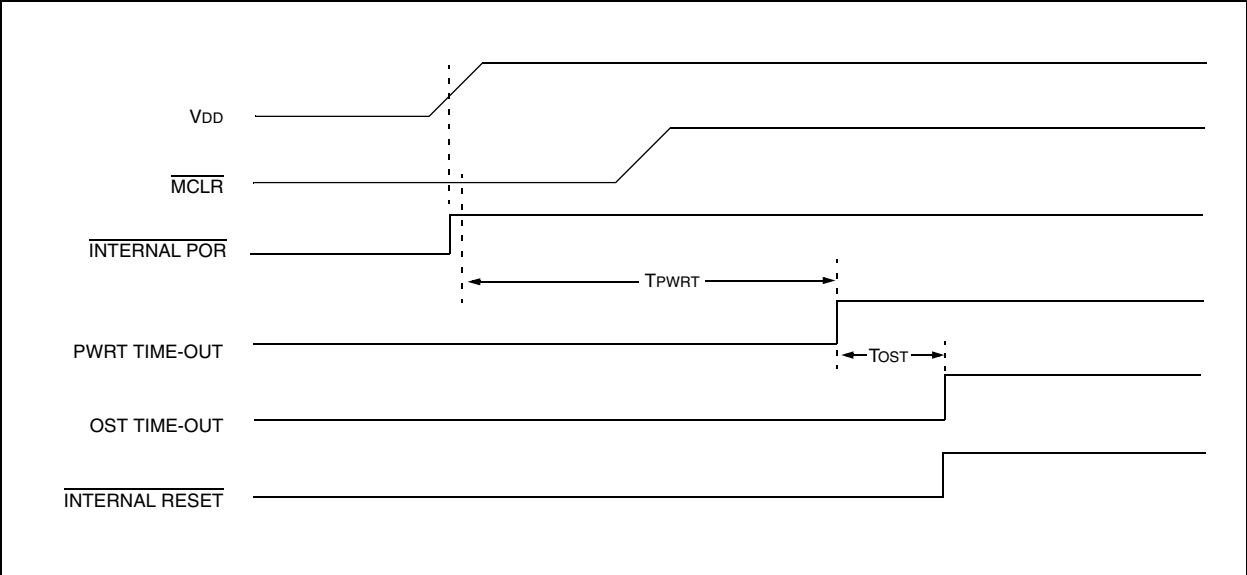 VDD
MCLR
INTERNAL POR
TPWRT
PWRT TIME-OUT
TOST
OST TIME-OUT
INTERNAL RESET